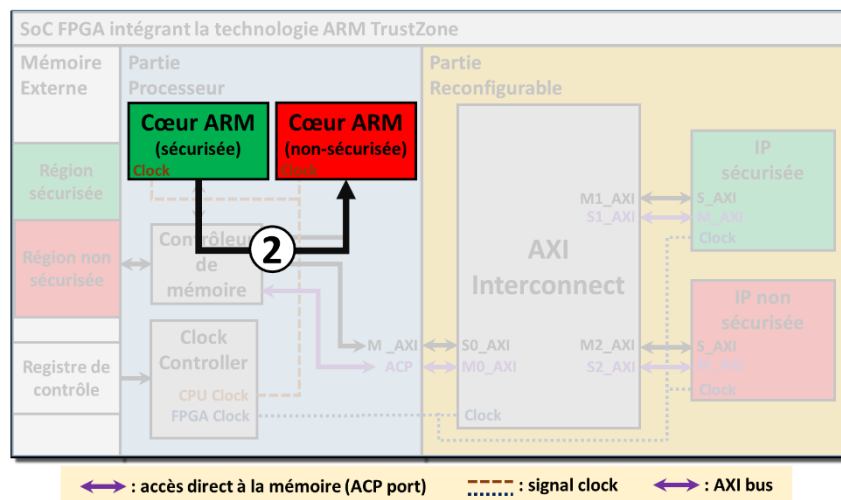 SoC FPGA intégrant la technologie ARM TrustZone
Mémoire
Externe
Partie
Processeur
Partie
Reconfigurable
Cœur ARM
(sécurisée)
Clock
Cœur ARM
(non-sécurisée)
Clock
Région
sécurisée
Région non
sécurisée
Registre de
contrôle
Contrôleur
de
mémoire
2
Clock
Controller
CPU Clock
FPGA Clock
M _AXI
ACP
S0_AXI
M0_AXI
Clock
AXI
Interconnect
M1_AXI
S1_AXI
M2_AXI
S2_AXI
IP
sécurisée
S_AXI
M_AXI
Clock
IP non
sécurisée
S_AXI
M_AXI
Clock
: accès direct à la mémoire (ACP port)
: signal clock
: AXI bus